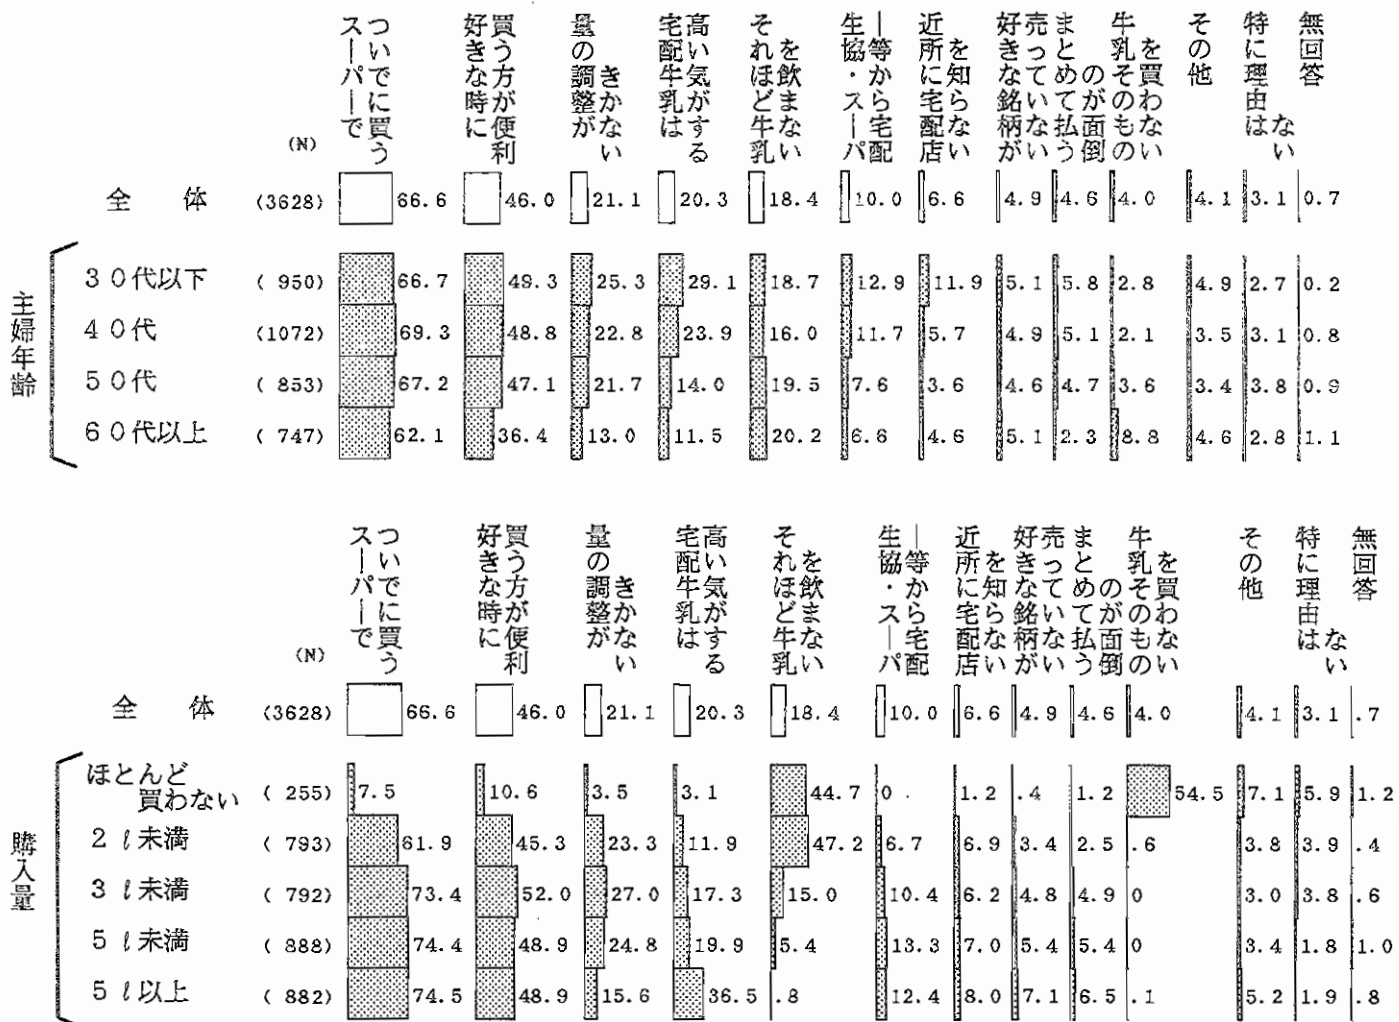 スーパーで
ついでに買う
好きな時に
買う方が便利
量の調整が
きかない
宅配牛乳は
高い気がする
それほど牛乳
を飲まない
生協・スーパ
ー等から宅配
近所に宅配店
を知らない
好きな銘柄が
売っていない
まとめて払う
のが面倒
牛乳そのもの
を買わない
その他
特に理由は
ない
無回答
(N)
全体 (3628) 66.6 46.0 21.1 20.3 18.4 10.0 6.6 4.9 4.6 4.0 4.1 3.1 0.7
主婦年齢
30代以下 ( 950) 66.7 49.3 25.3 29.1 18.7 12.9 11.9 5.1 5.8 2.8 4.9 2.7 0.2
40代 (1072) 69.3 48.8 22.8 23.9 16.0 11.7 5.7 4.9 5.1 2.1 3.5 3.1 0.8
50代 ( 853) 67.2 47.1 21.7 14.0 19.5 7.6 3.6 4.6 4.7 3.6 3.4 3.8 0.9
60代以上 ( 747) 62.1 36.4 13.0 11.5 20.2 6.6 4.6 5.1 2.3 8.8 4.6 2.8 1.1
スーパーで
ついでに買う
好きな時に
買う方が便利
量の調整が
きかない
宅配牛乳は
高い気がする
それほど牛乳
を飲まない
生協・スーパ
ー等から宅配
近所に宅配店
を知らない
好きな銘柄が
売っていない
まとめて払う
のが面倒
牛乳そのもの
を買わない
その他
特に理由は
ない
無回答
(N)
全体 (3628) 66.6 46.0 21.1 20.3 18.4 10.0 6.6 4.9 4.6 4.0 4.1 3.1 .7
購入量
ほとんど
買わない ( 255) 7.5 10.6 3.5 3.1 44.7 0 1.2 .4 1.2 54.5 7.1 5.9 1.2
2ℓ未満 ( 793) 61.9 45.3 23.3 11.9 47.2 6.7 6.9 3.4 2.5 .6 3.8 3.9 .4
3ℓ未満 ( 792) 73.4 52.0 27.0 17.3 15.0 10.4 6.2 4.8 4.9 0 3.0 3.8 .6
5ℓ未満 ( 888) 74.4 48.9 24.8 19.9 5.4 13.3 7.0 5.4 5.4 0 3.4 1.8 1.0
5ℓ以上 ( 882) 74.5 48.9 15.6 36.5 .8 12.4 8.0 7.1 6.5 .1 5.2 1.9 .8